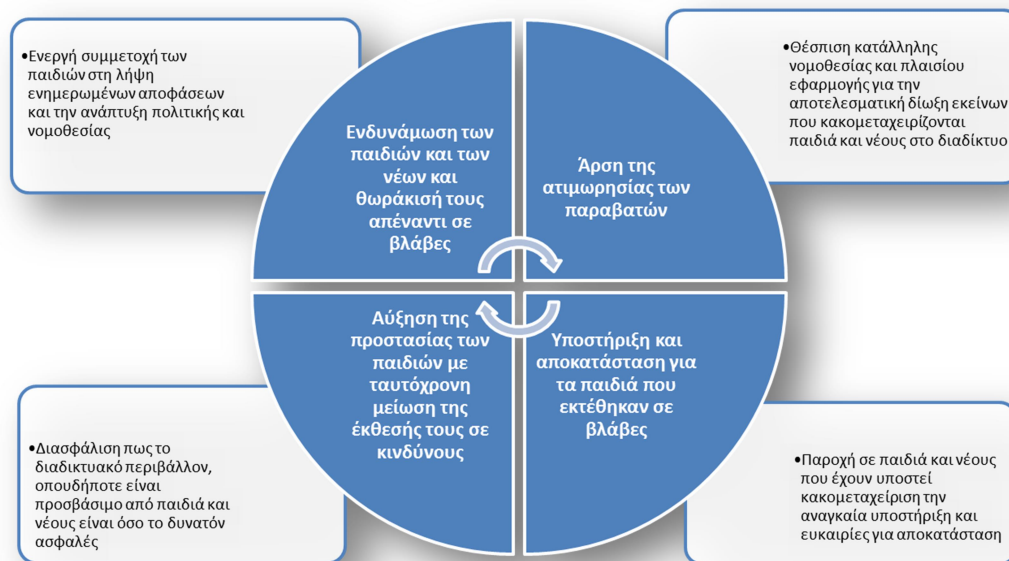 •Ενεργή συμμετοχή των
παιδιών στη λήψη
ενημερωμένων αποφάσεων
και την ανάπτυξη πολιτικής και
νομοθεσίας
Ενδυνάμωση των
παιδιών και των
νέων και
θωράκισή τους
απέναντι σε
βλάβες
Άρση της
ατιμωρησίας των
παραβατών
•Θέσπιση κατάλληλης
νομοθεσίας και πλαισίου
εφαρμογής για την
αποτελεσματική δίωξη εκείνων
που κακομεταχειρίζονται
παιδιά και νέους στο διαδίκτυο
•Διασφάλιση πως το
διαδικτυακό περιβάλλον,
οπουδήποτε είναι
προσβάσιμο από παιδιά και
νέους είναι όσο το δυνατόν
ασφαλές
Αύξηση της
προστασίας των
παιδιών με
ταυτόχρονη
μείωση της
έκθεσής τους σε
κινδύνους
Υποστήριξη και
αποκατάσταση για
τα παιδιά που
εκτέθηκαν σε
βλάβες
•Παροχή σε παιδιά και νέους
που έχουν υποστεί
κακομεταχείριση την
αναγκαία υποστήριξη και
ευκαιρίες για αποκατάσταση